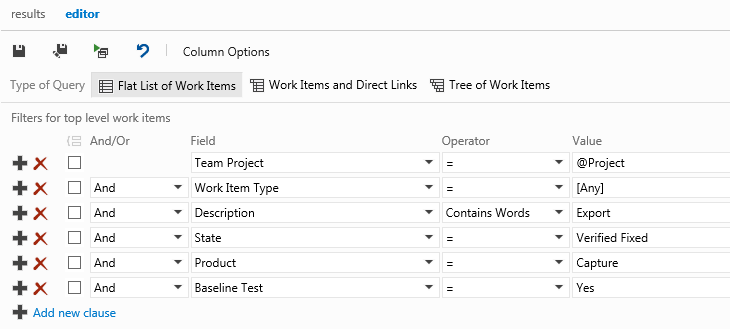 results editor
Column Options
Type of Query Flat List of Work Items Work Items and Direct Links Tree of Work Items
Filters for top level work items
And/Or Field Operator Value
Team Project = @Project
And Work Item Type = [Any]
And Description Contains Words Export
And State = Verified Fixed
And Product = Capture
And Baseline Test = Yes
Add new clause